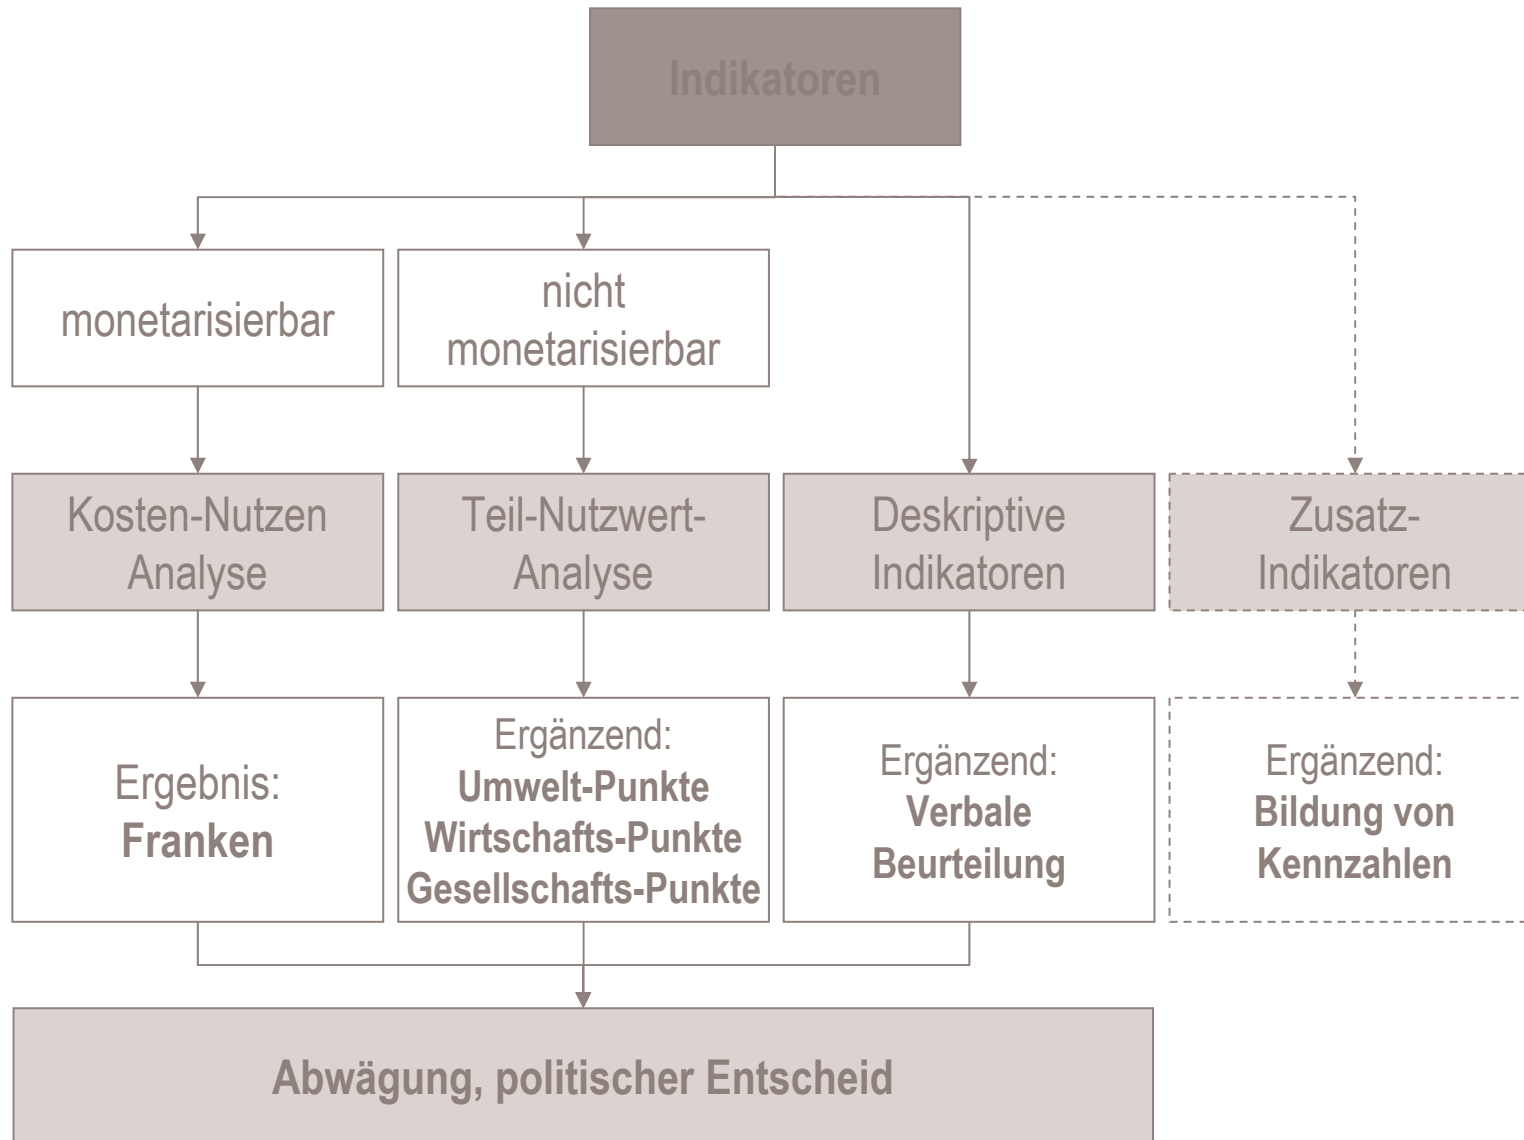 Indikatoren
monetarisierbar
nicht
monetarisierbar
Kosten-Nutzen
Analyse
Teil-Nutzwert-
Analyse
Deskriptive
Indikatoren
Zusatz-
Indikatoren
Ergebnis:
Franken
Ergänzend:
Umwelt-Punkte
Wirtschafts-Punkte
Gesellschafts-Punkte
Ergänzend:
Verbale
Beurteilung
Ergänzend:
Bildung von
Kennzahlen
Abwägung, politischer Entscheid